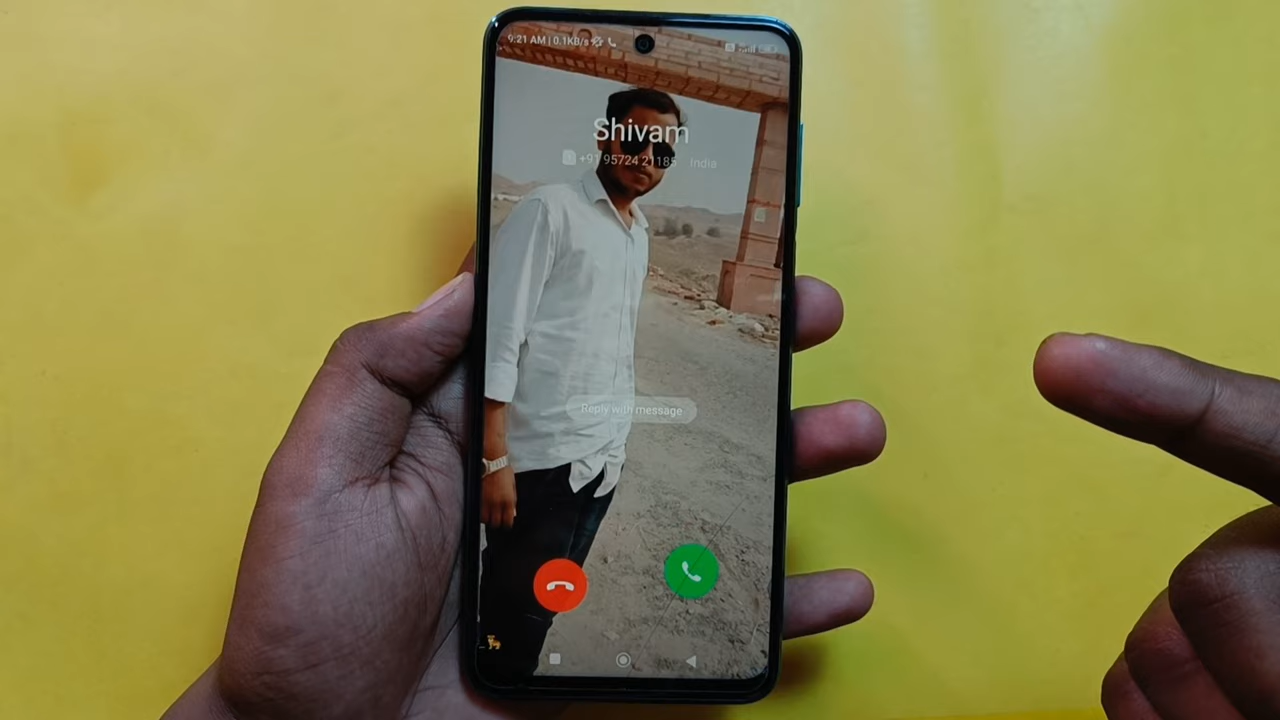 9:21 AM | 0.1KB/s
Shivam
+91 95724 21185 India
Reply with message